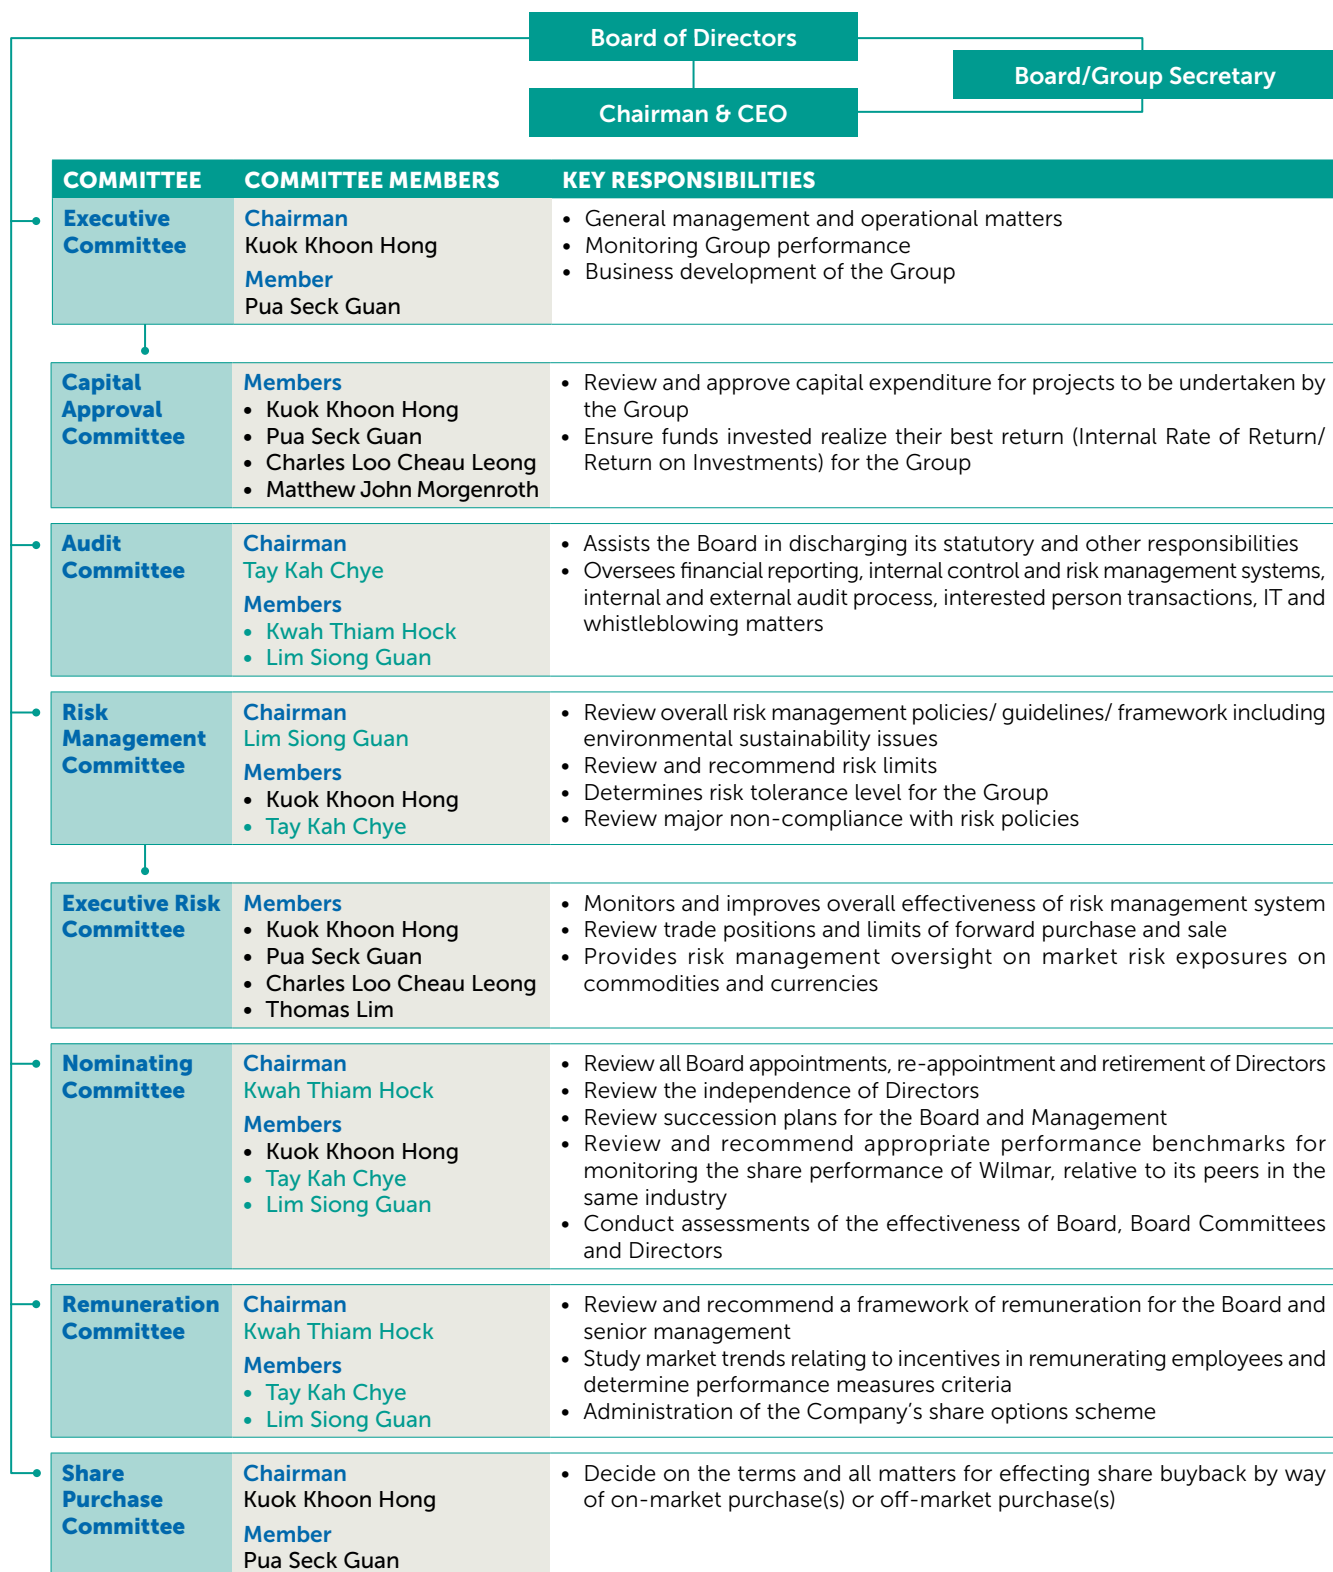 Board of Directors
Board/Group Secretary
Chairman & CEO
COMMITTEE COMMITTEE MEMBERS KEY RESPONSIBILITIES
Executive
Committee
Chairman
Kuok Khoon Hong
Member
Pua Seck Guan
• General management and operational matters
• Monitoring Group performance
• Business development of the Group
Capital
Approval
Committee
Members
• Kuok Khoon Hong
• Pua Seck Guan
• Charles Loo Cheau Leong
• Matthew John Morgenroth
• Review and approve capital expenditure for projects to be undertaken by
the Group
• Ensure funds invested realize their best return (Internal Rate of Return/
Return on Investments) for the Group
Audit
Committee
Chairman
Tay Kah Chye
Members
• Kwah Thiam Hock
• Lim Siong Guan
• Assists the Board in discharging its statutory and other responsibilities
• Oversees financial reporting, internal control and risk management systems,
internal and external audit process, interested person transactions, IT and
whistleblowing matters
Risk
Management
Committee
Chairman
Lim Siong Guan
Members
• Kuok Khoon Hong
• Tay Kah Chye
• Review overall risk management policies/ guidelines/ framework including
environmental sustainability issues
• Review and recommend risk limits
• Determines risk tolerance level for the Group
• Review major non-compliance with risk policies
Executive Risk
Committee
Members
• Kuok Khoon Hong
• Pua Seck Guan
• Charles Loo Cheau Leong
• Thomas Lim
• Monitors and improves overall effectiveness of risk management system
• Review trade positions and limits of forward purchase and sale
• Provides risk management oversight on market risk exposures on
commodities and currencies
Nominating
Committee
Chairman
Kwah Thiam Hock
Members
• Kuok Khoon Hong
• Tay Kah Chye
• Lim Siong Guan
• Review all Board appointments, re-appointment and retirement of Directors
• Review the independence of Directors
• Review succession plans for the Board and Management
• Review and recommend appropriate performance benchmarks for
monitoring the share performance of Wilmar, relative to its peers in the
same industry
• Conduct assessments of the effectiveness of Board, Board Committees
and Directors
Remuneration
Committee
Chairman
Kwah Thiam Hock
Members
• Tay Kah Chye
• Lim Siong Guan
• Review and recommend a framework of remuneration for the Board and
senior management
• Study market trends relating to incentives in remunerating employees and
determine performance measures criteria
• Administration of the Company's share options scheme
Share
Purchase
Committee
Chairman
Kuok Khoon Hong
Member
Pua Seck Guan
• Decide on the terms and all matters for effecting share buyback by way
of on-market purchase(s) or off-market purchase(s)